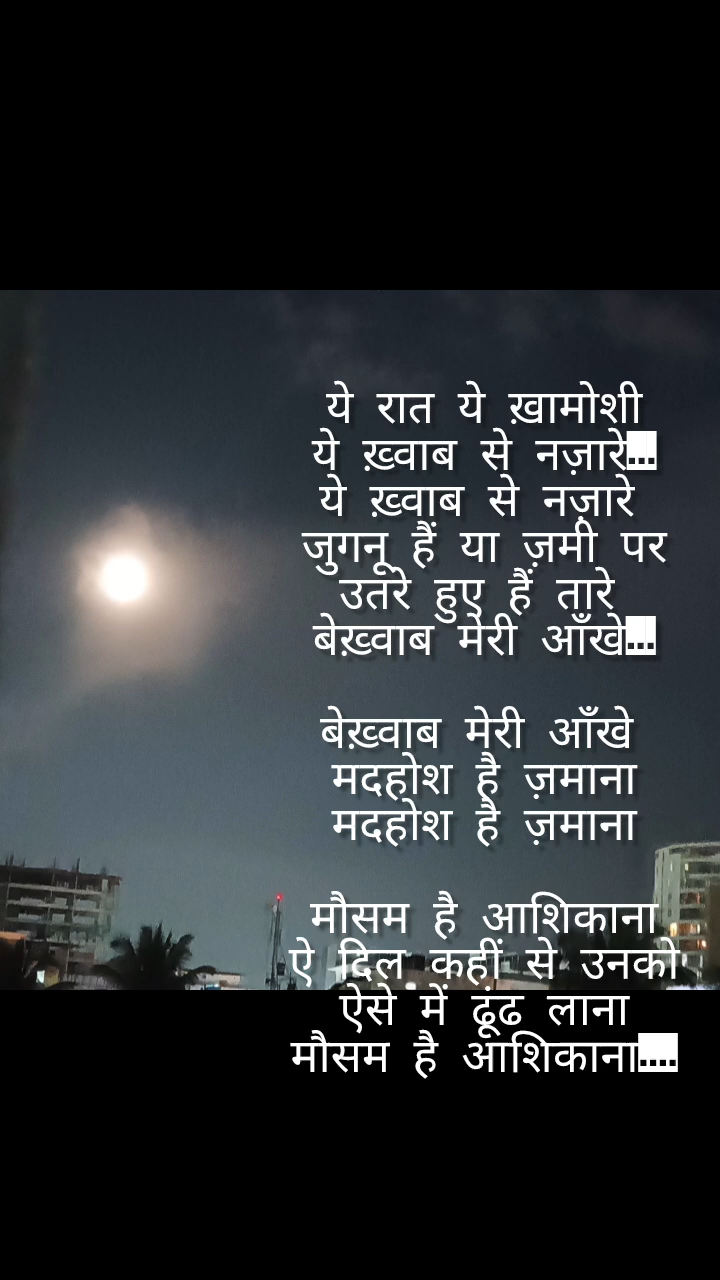 ये रात ये ख़ामोशी
ये ख़्वाब से नज़ारे...
ये ख़्वाब से नज़ारे
जुगनू हैं या ज़मीं पर
उतरे हुए हैं तारे
बेख़्वाब मेरी आँखे...
बेख़्वाब मेरी आँखे
मदहोश है ज़माना
मदहोश है ज़माना
मौसम है आशिकाना
ऐ दिल कहीं से उनको
ऐसे में ढूंढ लाना
मौसम है आशिकाना....